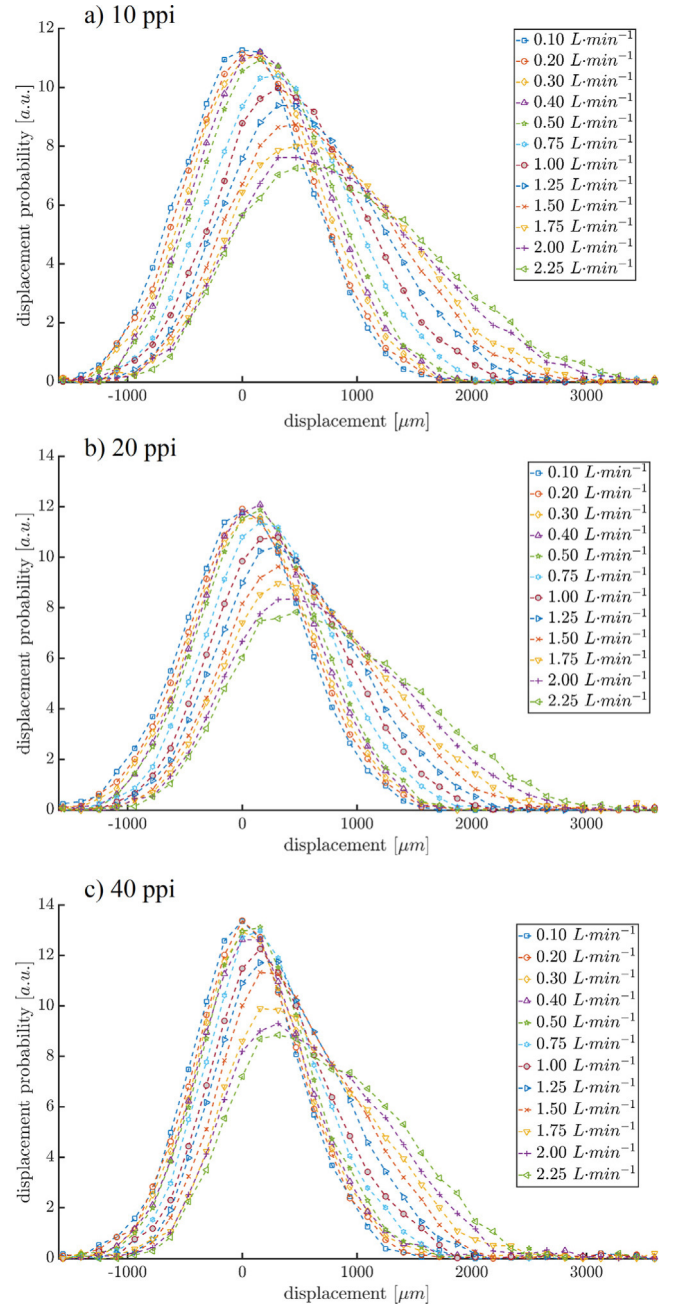 a) 10 ppi
12
10
8
6
4
2
0
displacement probability [a.u.]
-1000
0
1000
2000
3000
displacement [μm]
0.10 L·min⁻¹
0.20 L·min⁻¹
0.30 L·min⁻¹
0.40 L·min⁻¹
0.50 L·min⁻¹
0.75 L·min⁻¹
1.00 L·min⁻¹
1.25 L·min⁻¹
1.50 L·min⁻¹
1.75 L·min⁻¹
2.00 L·min⁻¹
2.25 L·min⁻¹
b) 20 ppi
14
12
10
8
6
4
2
0
displacement probability [a.u.]
-1000
0
1000
2000
3000
displacement [μm]
0.10 L·min⁻¹
0.20 L·min⁻¹
0.30 L·min⁻¹
0.40 L·min⁻¹
0.50 L·min⁻¹
0.75 L·min⁻¹
1.00 L·min⁻¹
1.25 L·min⁻¹
1.50 L·min⁻¹
1.75 L·min⁻¹
2.00 L·min⁻¹
2.25 L·min⁻¹
c) 40 ppi
14
12
10
8
6
4
2
0
displacement probability [a.u.]
-1000
0
1000
2000
3000
displacement [μm]
0.10 L·min⁻¹
0.20 L·min⁻¹
0.30 L·min⁻¹
0.40 L·min⁻¹
0.50 L·min⁻¹
0.75 L·min⁻¹
1.00 L·min⁻¹
1.25 L·min⁻¹
1.50 L·min⁻¹
1.75 L·min⁻¹
2.00 L·min⁻¹
2.25 L·min⁻¹